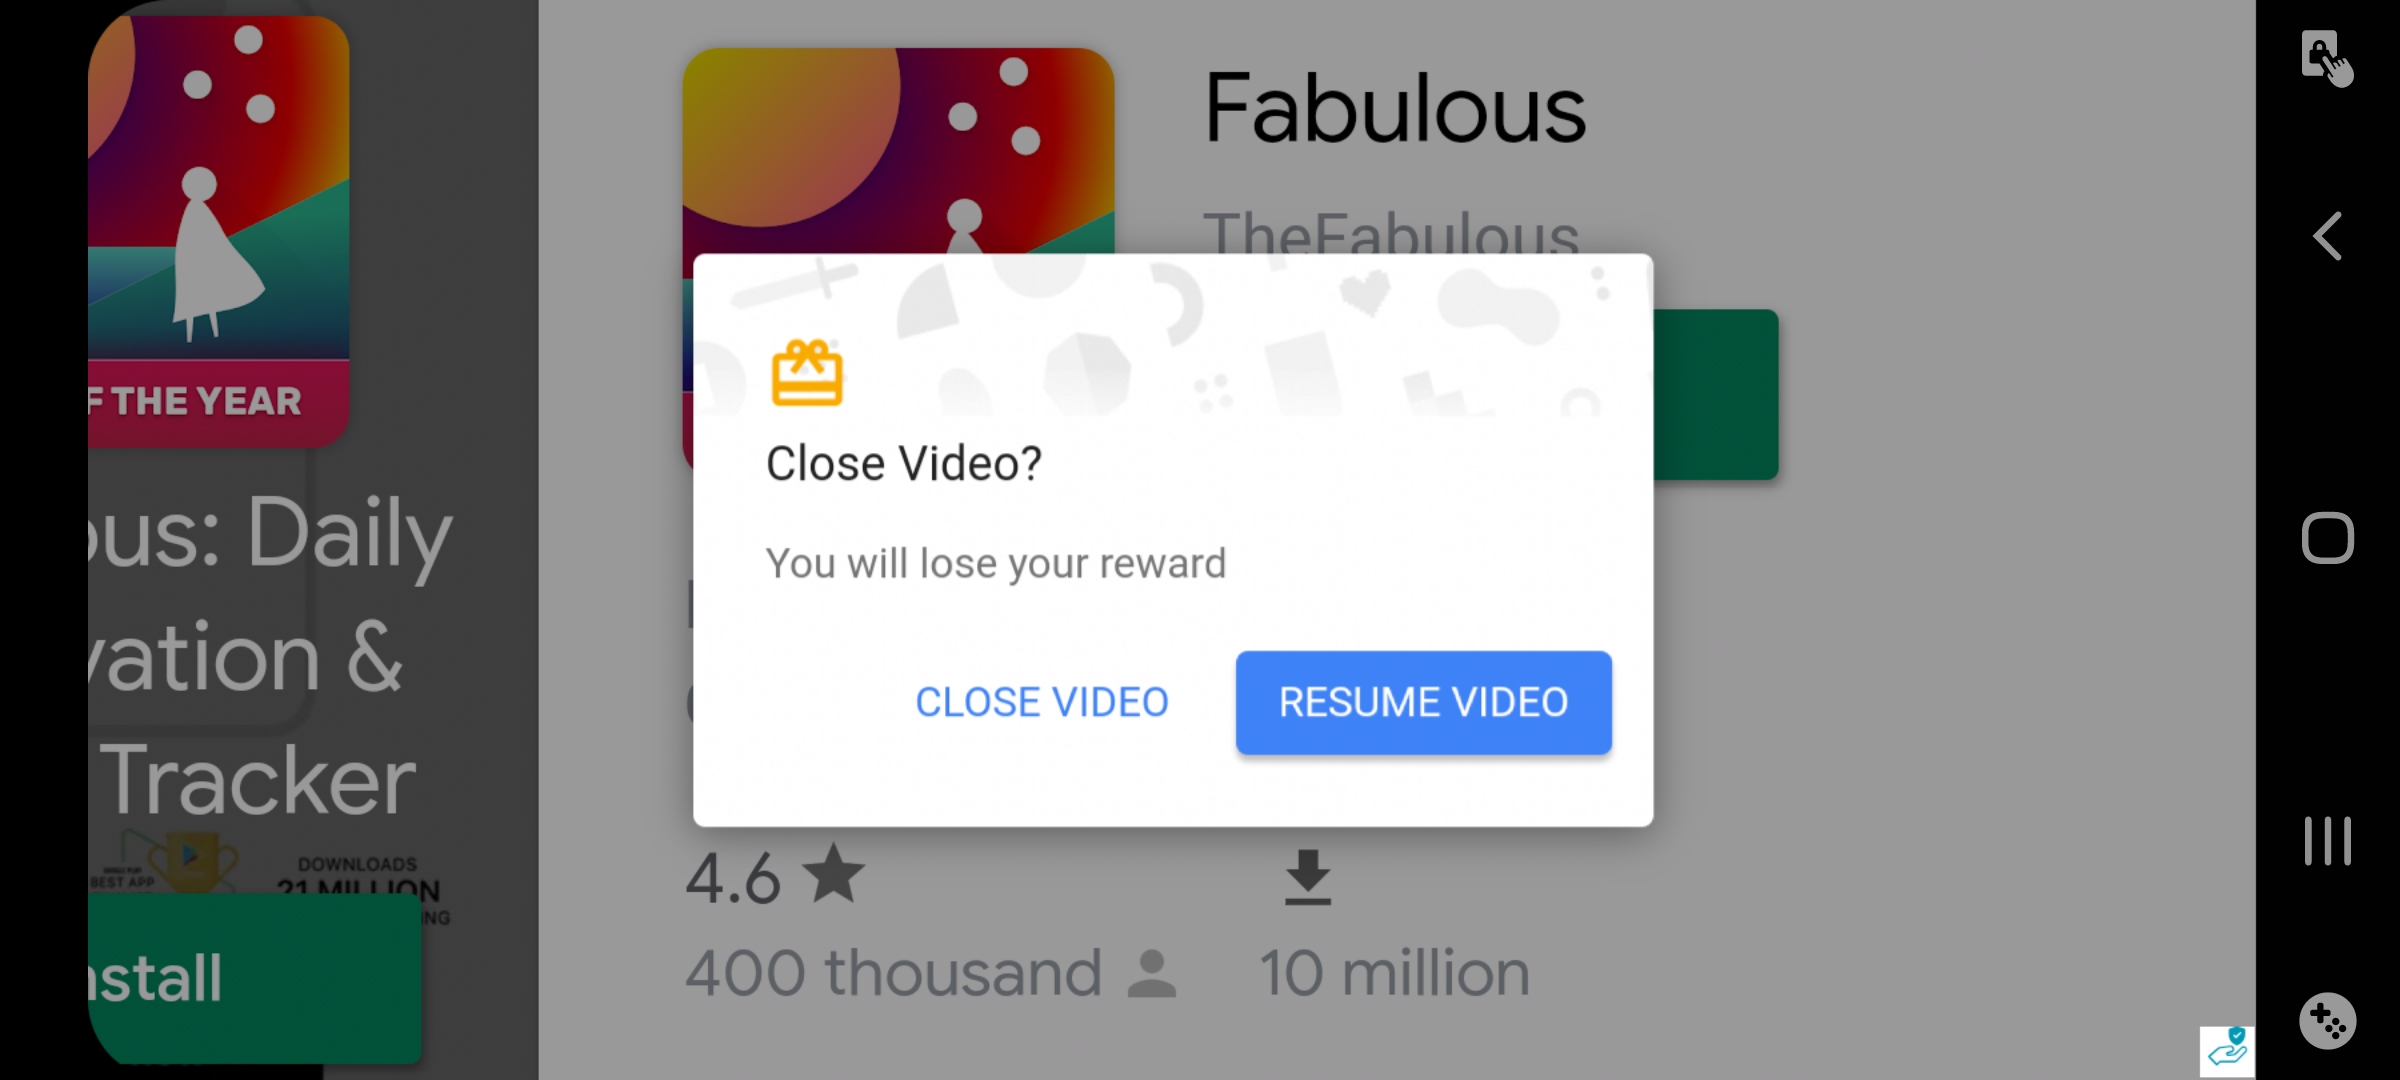 F THE YEAR
ous: Daily
vation &
Tracker
BEST APP
DOWNLOADS
21 MILLION
NG
nstall
Fabulous
TheFabulous
Close Video?
You will lose your reward
CLOSE VIDEO
RESUME VIDEO
4.6
400 thousand
10 million